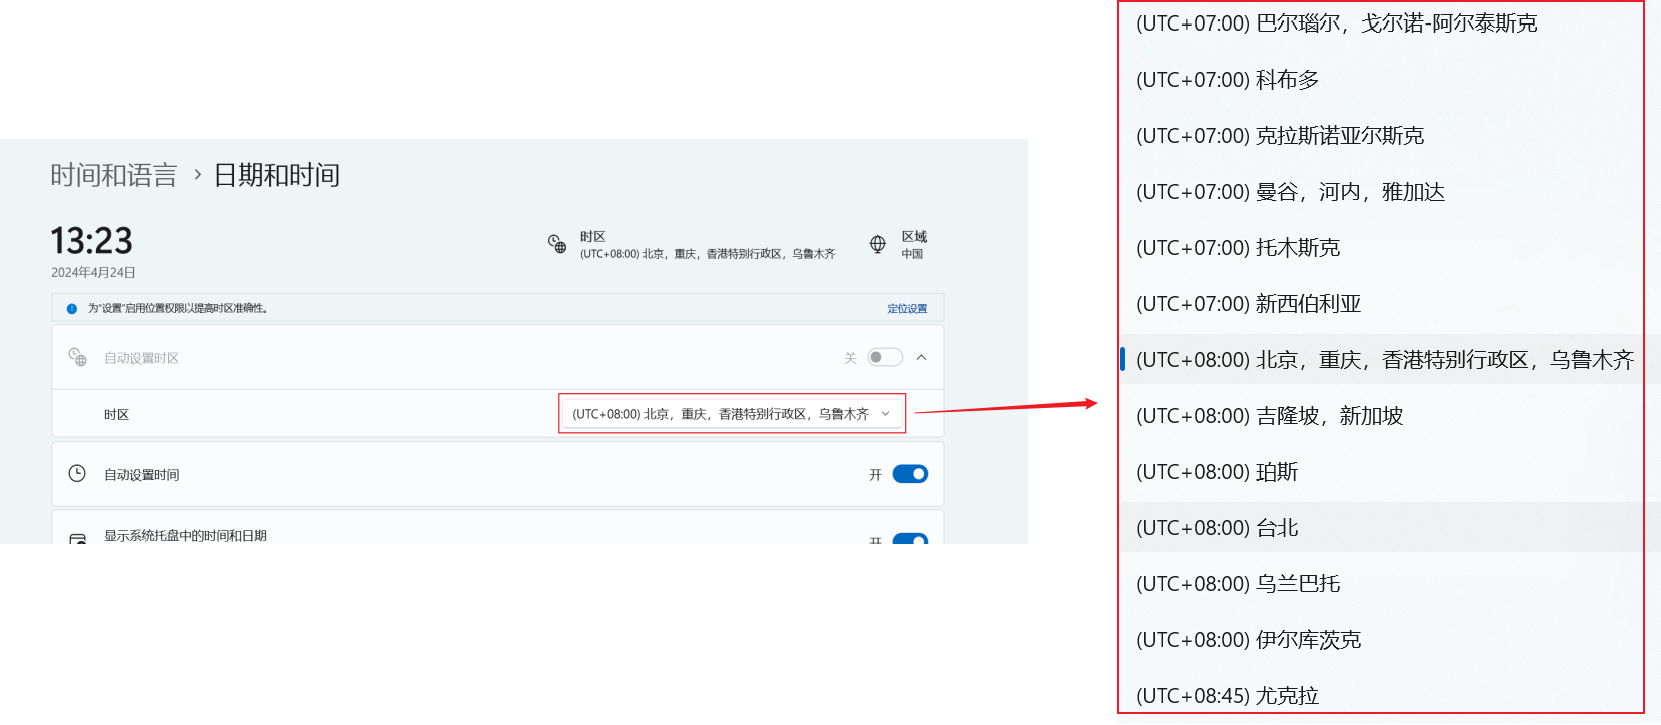 时间和语言 › 日期和时间
13:23
2024年4月24日
时区
(UTC+08:00) 北京，重庆，香港特别行政区，乌鲁木齐
区域
中国
为“设置”启用位置权限以提高时区准确性。
定位设置
自动设置时区
关
时区
(UTC+08:00) 北京，重庆，香港特别行政区，乌鲁木齐
自动设置时间
开
显示系统托盘中的时间和日期
开
(UTC+07:00) 巴尔瑙尔，戈尔诺-阿尔泰斯克
(UTC+07:00) 科布多
(UTC+07:00) 克拉斯诺亚尔斯克
(UTC+07:00) 曼谷，河内，雅加达
(UTC+07:00) 托木斯克
(UTC+07:00) 新西伯利亚
(UTC+08:00) 北京，重庆，香港特别行政区，乌鲁木齐
(UTC+08:00) 吉隆坡，新加坡
(UTC+08:00) 珀斯
(UTC+08:00) 台北
(UTC+08:00) 乌兰巴托
(UTC+08:00) 伊尔库茨克
(UTC+08:45) 尤克拉